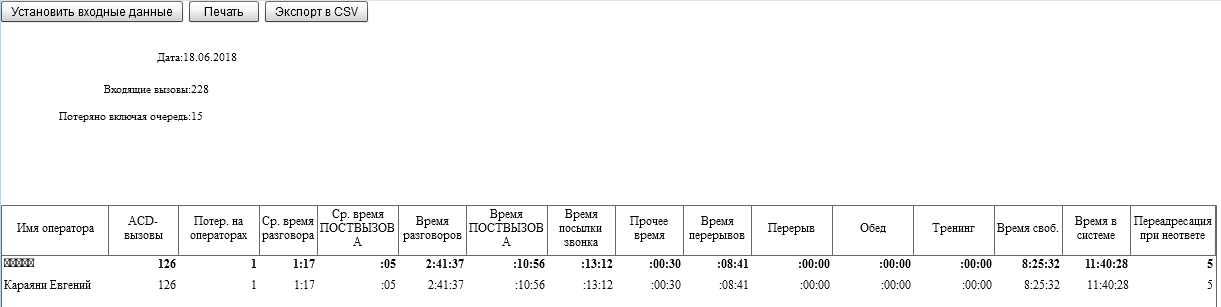 Установить входные данные Печать Экспорт в CSV
Дата:18.06.2018
Входящие вызовы:228
Потеряно включая очередь:15
Имя оператора ACD-вызовы Потер. на операторах Ср. время разговора Ср. время ПОСТВЫЗОВА Время разговоров Время ПОСТВЫЗОВА Время посылки звонка Прочее время Время перерывов Перерыв Обед Тренинг Время своб. Время в системе Переадресация при неответе
126 1 1:17 :05 2:41:37 :10:56 :13:12 :00:30 :08:41 :00:00 :00:00 :00:00 8:25:32 11:40:28 5
Караяни Евгений 126 1 1:17 :05 2:41:37 :10:56 :13:12 :00:30 :08:41 :00:00 :00:00 :00:00 8:25:32 11:40:28 5